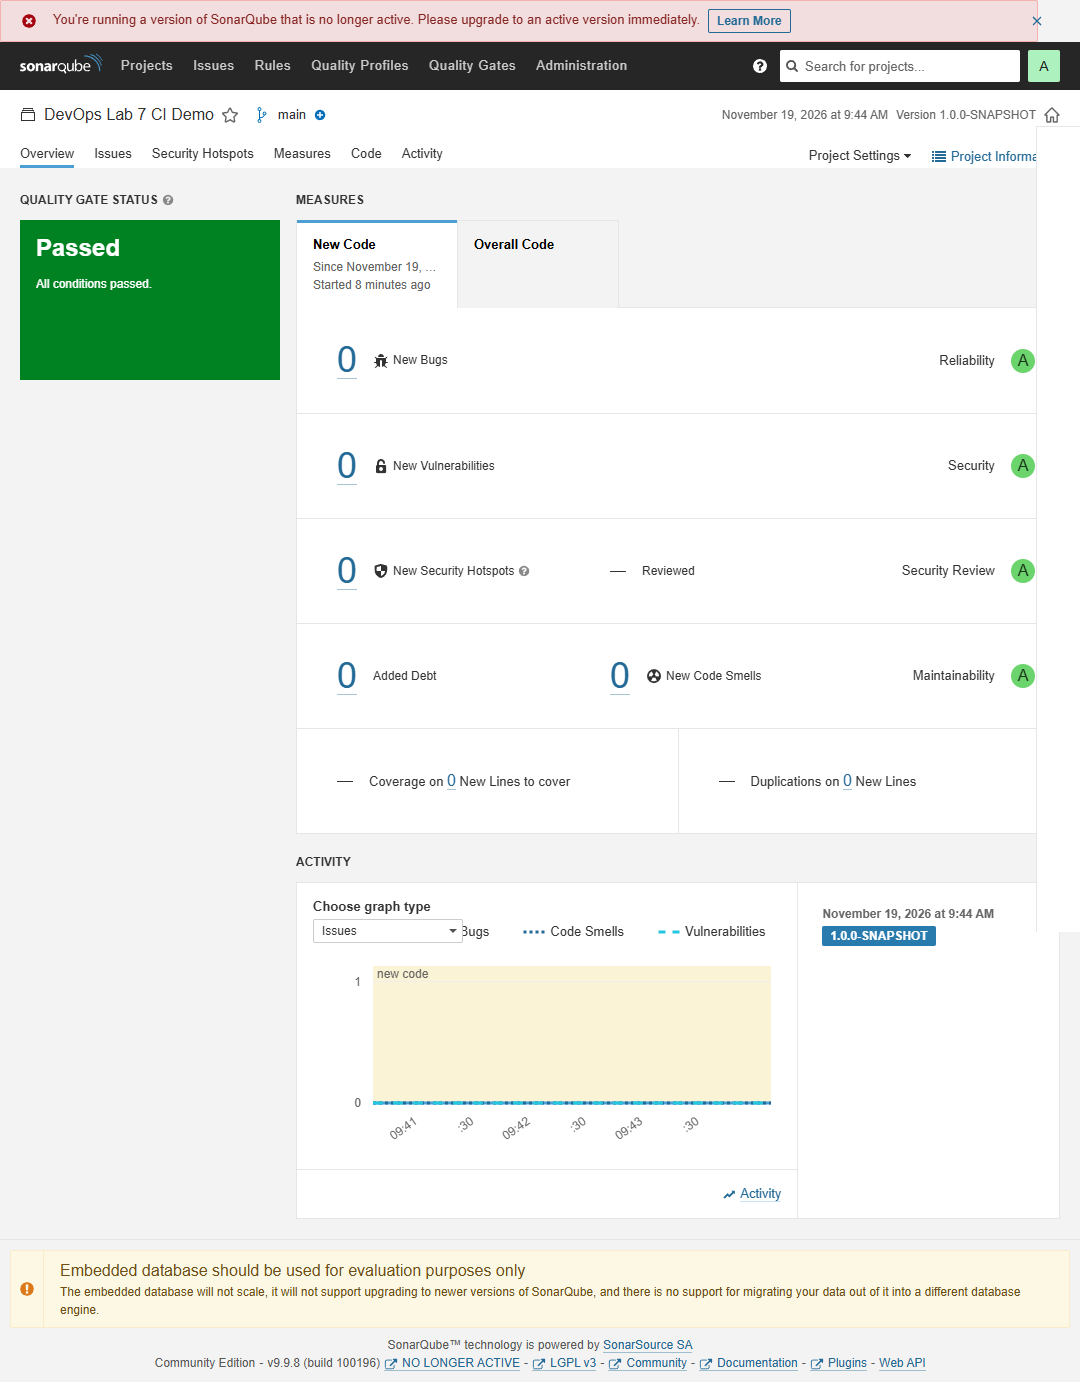 You're running a version of SonarQube that is no longer active. Please upgrade to an active version immediately. Learn More
sonarqube Projects Issues Rules Quality Profiles Quality Gates Administration Search for projects... A
DevOps Lab 7 CI Demo main November 19, 2026 at 9:44 AM Version 1.0.0-SNAPSHOT
Overview Issues Security Hotspots Measures Code Activity Project Settings Project Informa
QUALITY GATE STATUS MEASURES
Passed
All conditions passed.
New Code Overall Code
Since November 19, ...
Started 8 minutes ago
0 New Bugs Reliability A
0 New Vulnerabilities Security A
0 New Security Hotspots — Reviewed Security Review A
0 Added Debt 0 New Code Smells Maintainability A
— Coverage on 0 New Lines to cover — Duplications on 0 New Lines
ACTIVITY
Choose graph type
Issues Bugs Code Smells Vulnerabilities
November 19, 2026 at 9:44 AM
1.0.0-SNAPSHOT
new code
1
0
09:41 :30 09:42 :30 09:43 :30
Activity
Embedded database should be used for evaluation purposes only
The embedded database will not scale, it will not support upgrading to newer versions of SonarQube, and there is no support for migrating your data out of it into a different database
engine.
SonarQube™ technology is powered by SonarSource SA
Community Edition - v9.9.8 (build 100196) NO LONGER ACTIVE - LGPL v3 - Community - Documentation - Plugins - Web API